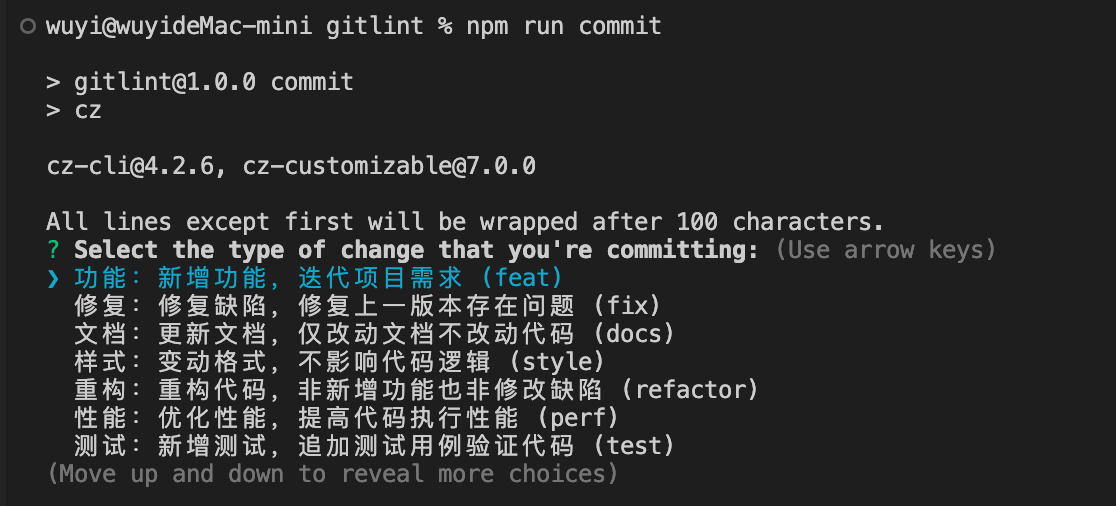 wuyi@wuyideMac-mini gitlint % npm run commit
> gitlint@1.0.0 commit
> cz
cz-cli@4.2.6, cz-customizable@7.0.0
All lines except first will be wrapped after 100 characters.
? Select the type of change that you're committing: (Use arrow keys)
❯ 功能：新增功能，迭代项目需求 (feat)
修复：修复缺陷，修复上一版本存在问题 (fix)
文档：更新文档，仅改动文档不改动代码 (docs)
样式：变动格式，不影响代码逻辑 (style)
重构：重构代码，非新增功能也非修改缺陷 (refactor)
性能：优化性能，提高代码执行性能 (perf)
测试：新增测试，追加测试用例验证代码 (test)
(Move up and down to reveal more choices)